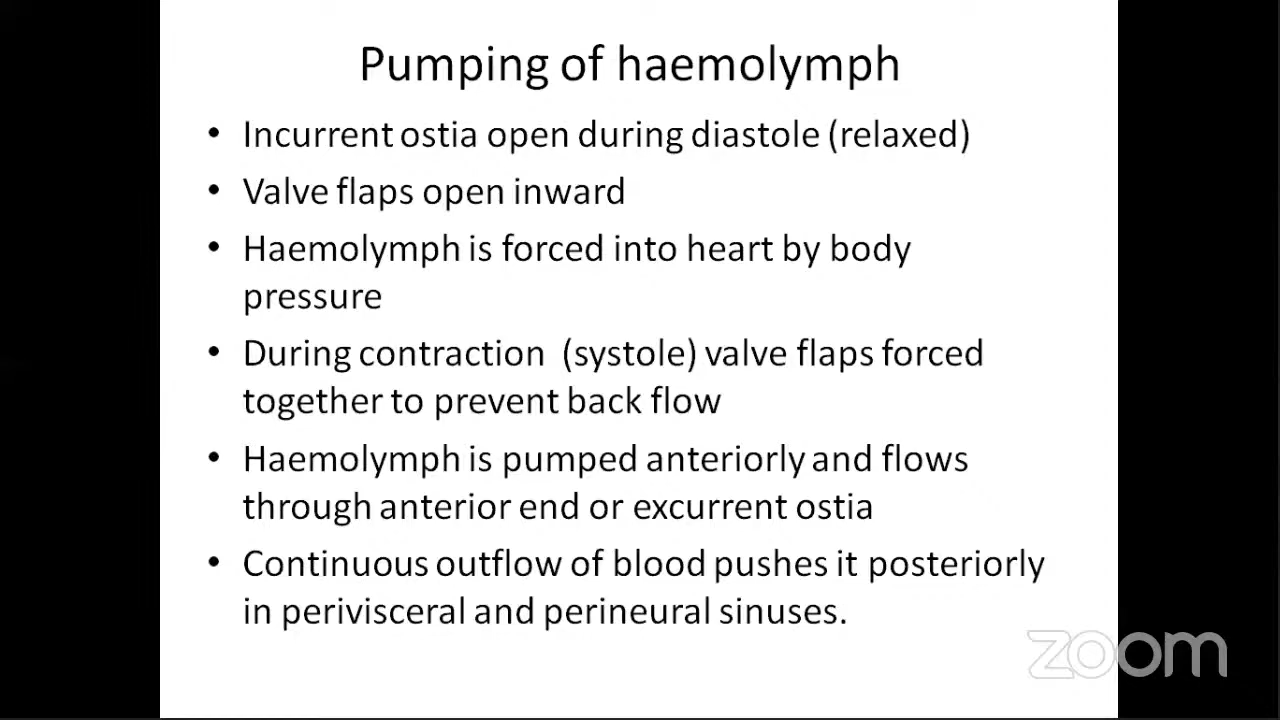 Pumping of haemolymph
• Incurrent ostia open during diastole (relaxed)
• Valve flaps open inward
• Haemolymph is forced into heart by body
pressure
• During contraction  (systole) valve flaps forced
together to prevent back flow
• Haemolymph is pumped anteriorly and flows
through anterior end or excurrent ostia
• Continuous outflow of blood pushes it posteriorly
in perivisceral and perineural sinuses.
zoom